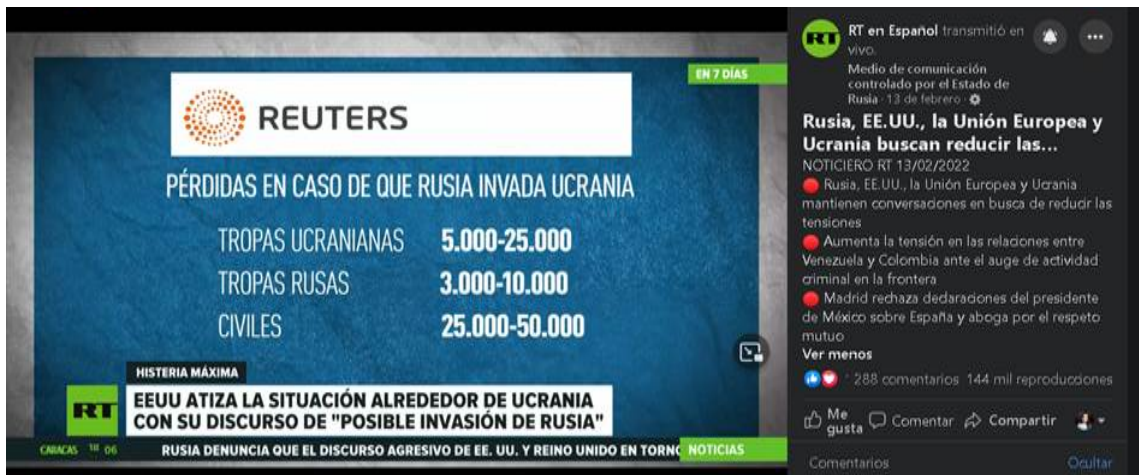 EN 7 DÍAS
REUTERS
PÉRDIDAS EN CASO DE QUE RUSIA INVADA UCRANIA
TROPAS UCRANIANAS 5.000-25.000
TROPAS RUSAS 3.000-10.000
CIVILES 25.000-50.000
HISTERIA MÁXIMA
RT
EEUU ATIZA LA SITUACIÓN ALREDEDOR DE UCRANIA
CON SU DISCURSO DE "POSIBLE INVASIÓN DE RUSIA"
CARACAS 18 06 RUSIA DENUNCIA QUE EL DISCURSO AGRESIVO DE EE. UU. Y REINO UNIDO EN TORNO NOTICIAS
RT
RT en Español transmitió en
vivo.
Medio de comunicación
controlado por el Estado de
Rusia · 13 de febrero ·
Rusia, EE.UU., la Unión Europea y
Ucrania buscan reducir las...
NOTICIERO RT 13/02/2022
Rusia, EE.UU., la Unión Europea y Ucrania
mantienen conversaciones en busca de reducir las
tensiones
Aumenta la tensión en las relaciones entre
Venezuela y Colombia ante el auge de actividad
criminal en la frontera
Madrid rechaza declaraciones del presidente
de México sobre España y aboga por el respeto
mutuo
Ver menos
288 comentarios 144 mil reproducciones
Me
gusta
Comentar
Compartir
Comentarios
Ocultar